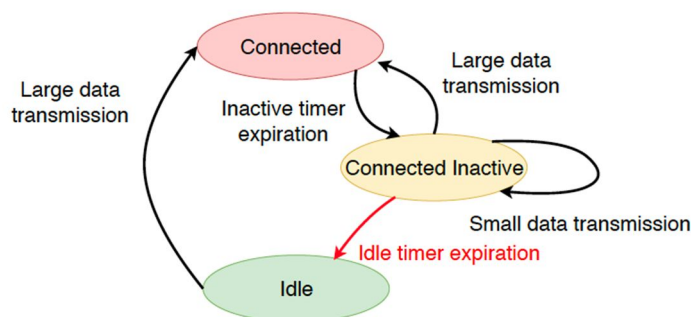 Connected
Large data
transmission
Large data
transmission
Inactive timer
expiration
Connected Inactive
Small data transmission
Idle timer expiration
Idle